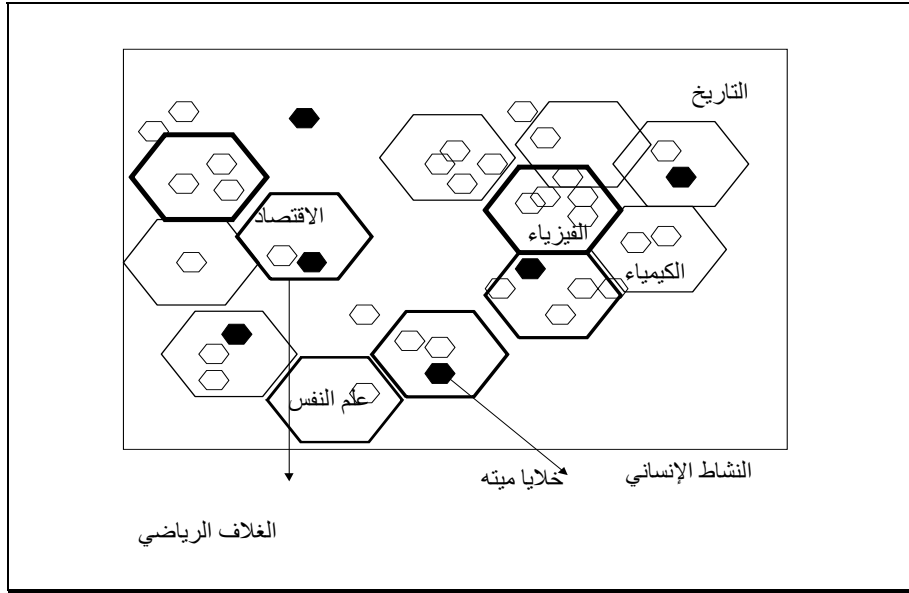 التاريخ
الاقتصاد
الفيزياء
الكيمياء
علم النفس
النشاط الإنساني
خلايا ميته
الغلاف الرياضي